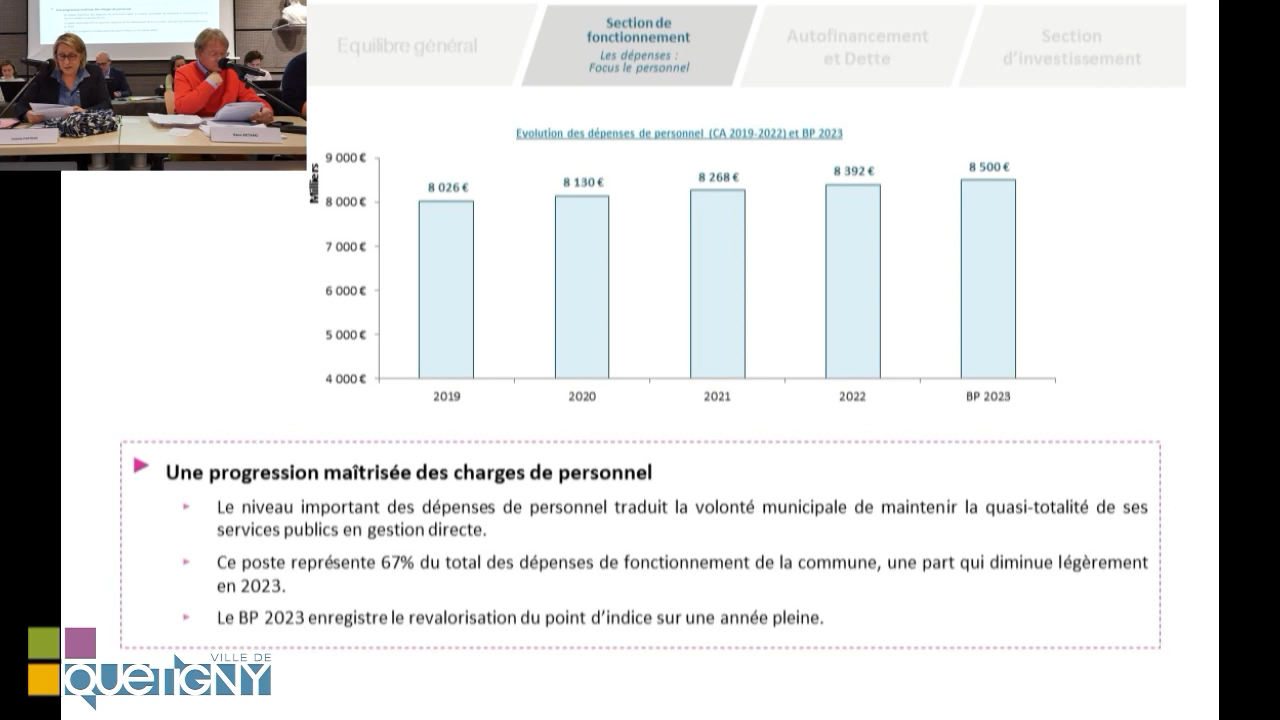 Equilibre général
Section de
fonctionnement
Les dépenses :
Focus le personnel
Autofinancement
et Dette
Section
d'investissement
Evolution des dépenses de personnel (CA 2019-2022) et BP 2023
Milliers
9 000 €
8 000 €
7 000 €
6 000 €
5 000 €
4 000 €
8 026 €
8 130 €
8 268 €
8 392 €
8 500 €
2019
2020
2021
2022
BP 2023
Une progression maîtrisée des charges de personnel
Le niveau important des dépenses de personnel traduit la volonté municipale de maintenir la quasi-totalité de ses
services publics en gestion directe.
Ce poste représente 67% du total des dépenses de fonctionnement de la commune, une part qui diminue légèrement
en 2023.
Le BP 2023 enregistre le revalorisation du point d'indice sur une année pleine.
VILLE DE
QUETIGNY